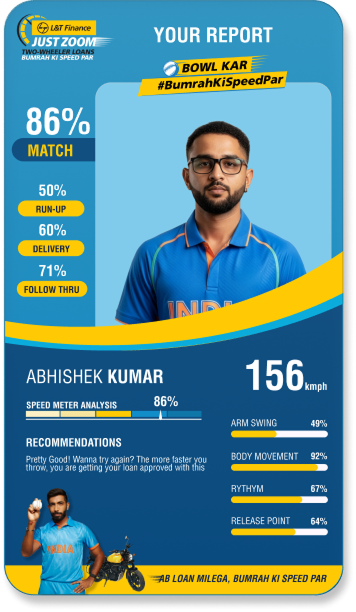 L&T Finance
JUST ZOOM
TWO-WHEELER LOANS
BUMRAH KI SPEED PAR
YOUR REPORT
BOWL KAR
#BumrahKiSpeedPar
86%
MATCH
50%
RUN-UP
60%
DELIVERY
71%
FOLLOW THRU
INDIA
ABHISHEK KUMAR
SPEED METER ANALYSIS
86%
RECOMMENDATIONS
Pretty Good! Wanna try again? The more faster you
throw, you are getting your loan approved with this
156 kmph
ARM SWING 49%
BODY MOVEMENT 92%
RYTHYM 67%
RELEASE POINT 64%
INDIA
AB LOAN MILEGA, BUMRAH KI SPEED PAR